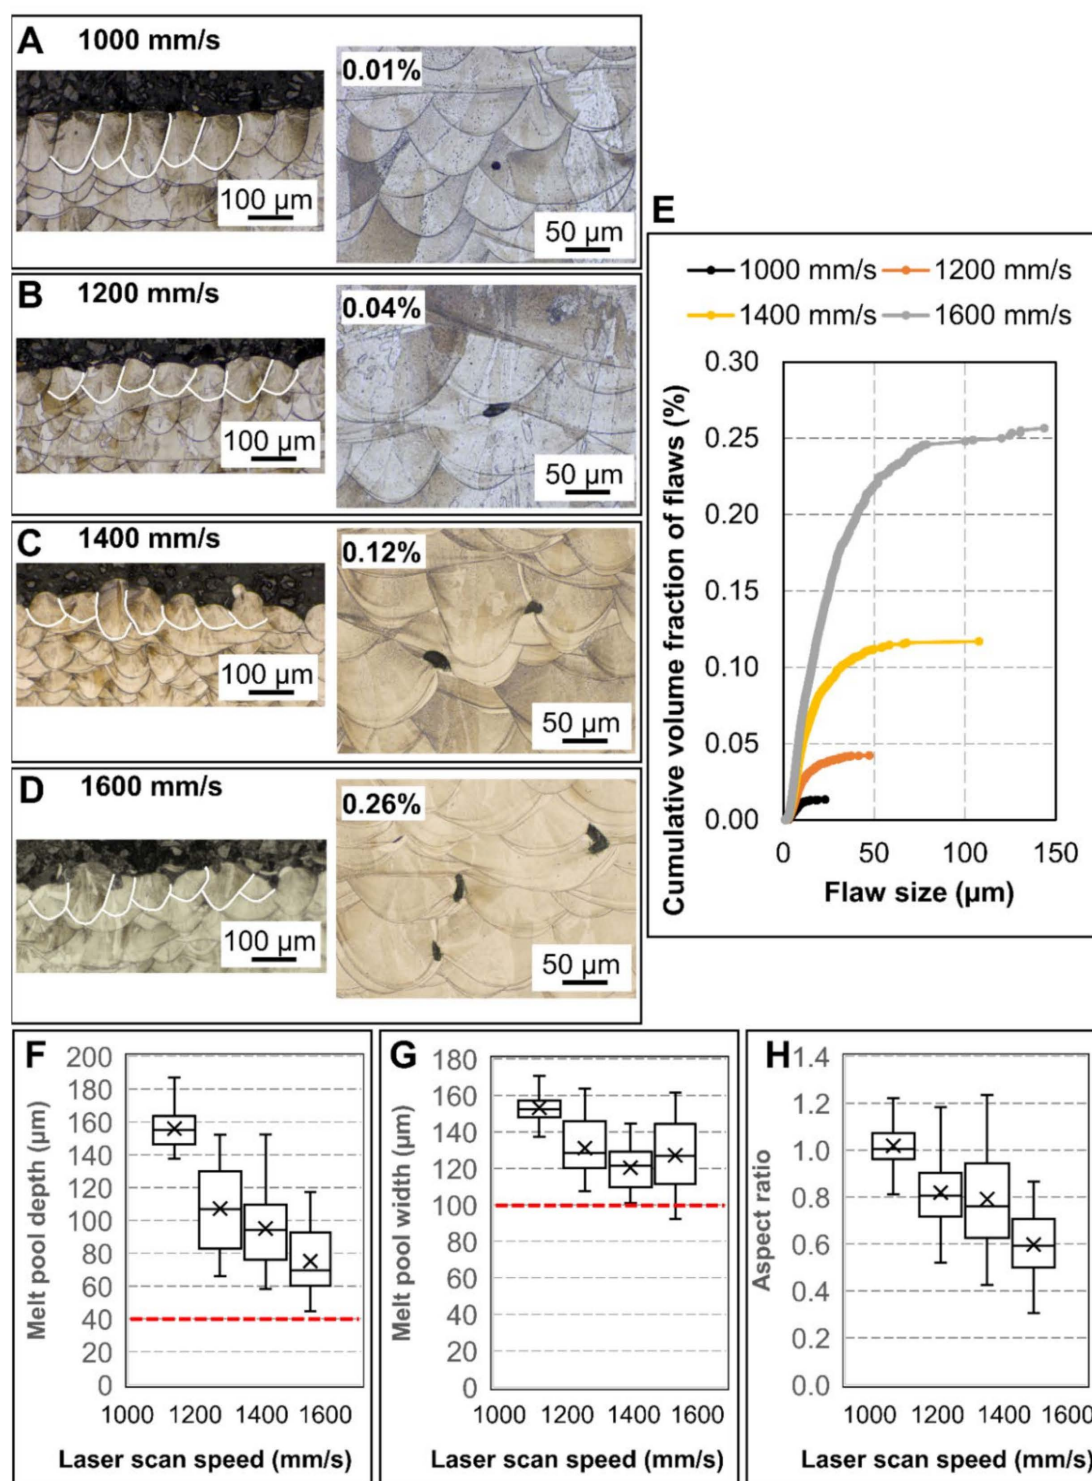 A 1000 mm/s
0.01%
100 µm
50 µm
B 1200 mm/s
0.04%
100 µm
50 µm
C 1400 mm/s
0.12%
100 µm
50 µm
D 1600 mm/s
0.26%
100 µm
50 µm
E
1000 mm/s 1200 mm/s
1400 mm/s 1600 mm/s
Cumulative volume fraction of flaws (%)
0.30
0.25
0.20
0.15
0.10
0.05
0.00
0 50 100 150
Flaw size (µm)
F
Melt pool depth (µm)
200
180
160
140
120
100
80
60
40
20
0
1000 1200 1400 1600
Laser scan speed (mm/s)
G
Melt pool width (µm)
180
160
140
120
100
80
60
40
20
0
1000 1200 1400 1600
Laser scan speed (mm/s)
H
Aspect ratio
1.4
1.2
1.0
0.8
0.6
0.4
0.2
0.0
1000 1200 1400 1600
Laser scan speed (mm/s)